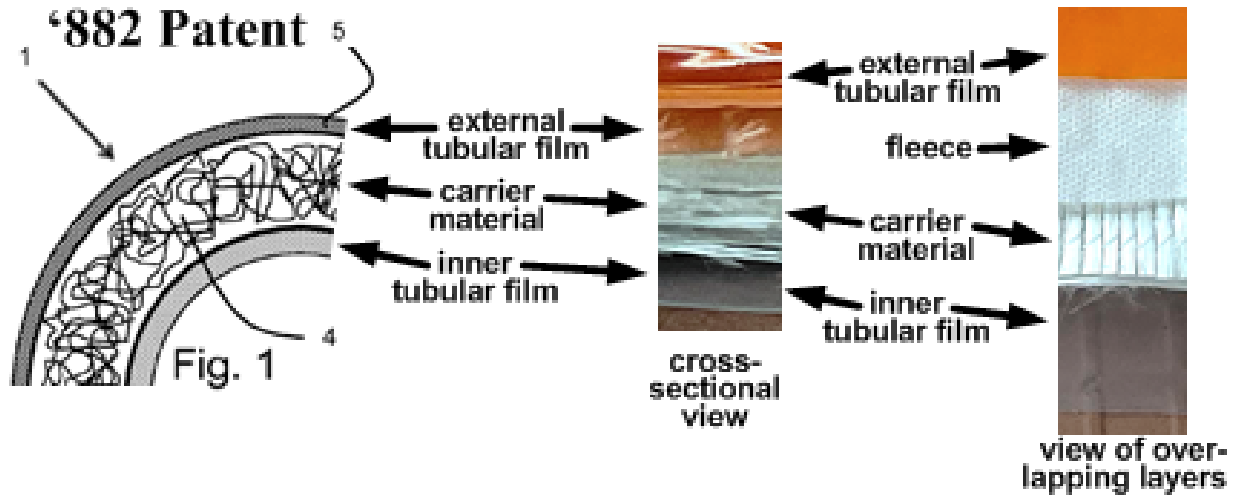 ‘882 Patent
5
1
external
tubular film
carrier
material
inner
tubular film
4
Fig. 1
external
tubular film
fleece
carrier
material
inner
tubular film
cross-
sectional
view
view of over-
lapping layers